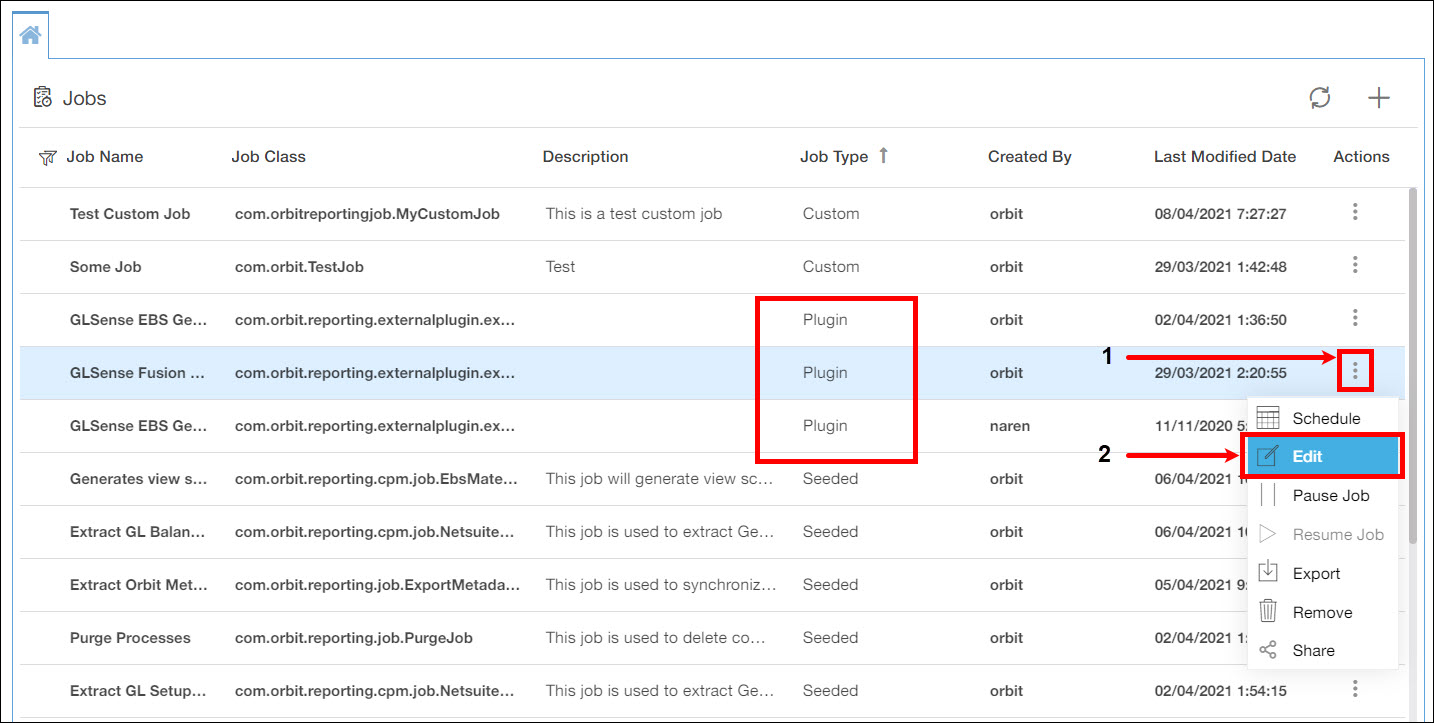 Jobs
Job Name Job Class Description Job Type Created By Last Modified Date Actions
Test Custom Job com.orbitreportingjob.MyCustomJob This is a test custom job Custom orbit 08/04/2021 7:27:27
Some Job com.orbit.TestJob Test Custom orbit 29/03/2021 1:42:48
GLSense EBS Ge... com.orbit.reporting.externalplugin.ex... Plugin orbit 02/04/2021 1:36:50
1
GLSense Fusion ... com.orbit.reporting.externalplugin.ex... Plugin orbit 29/03/2021 2:20:55
Schedule
GLSense EBS Ge... com.orbit.reporting.externalplugin.ex... Plugin naren 11/11/2020 5:
2 Edit
Generates view s... com.orbit.reporting.cpm.job.EbsMate... This job will generate view sc... Seeded orbit 06/04/2021
Pause Job
Extract GL Balan... com.orbit.reporting.cpm.job.Netsuite... This job is used to extract Ge... Seeded orbit 06/04/2021 10
Resume Job
Export
Extract Orbit Met... com.orbit.reporting.job.ExportMetada... This job is used to synchroniz... Seeded orbit 05/04/2021 9:
Remove
Purge Processes com.orbit.reporting.job.PurgeJob This job is used to delete co... Seeded orbit 02/04/2021 1:
Share
Extract GL Setup... com.orbit.reporting.cpm.job.Netsuite... This job is used to extract Ge... Seeded orbit 02/04/2021 1:54:15